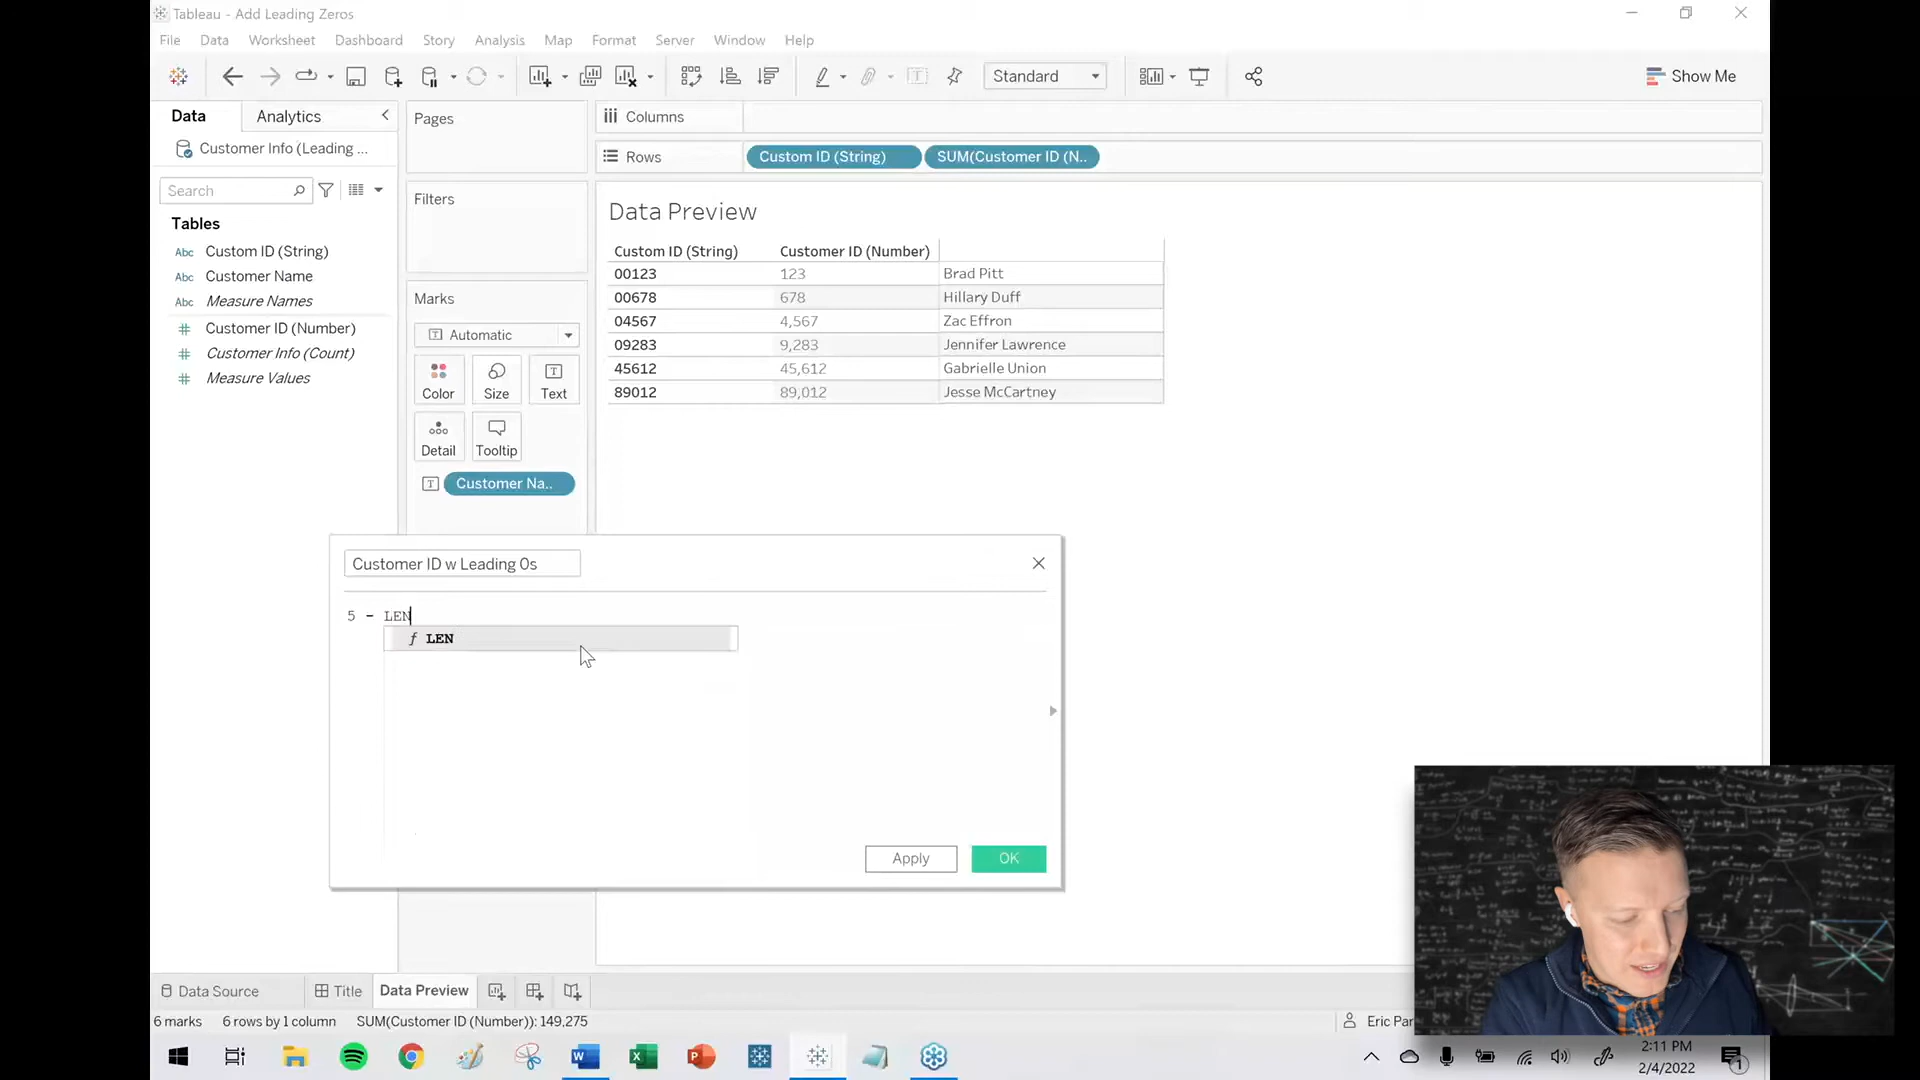 Tableau - Add Leading Zeros
File Data Worksheet Dashboard Story Analysis Map Format Server Window Help
Standard
Show Me
Data Analytics
Customer Info (Leading ...
Search
Tables
Abc Custom ID (String)
Abc Customer Name
Abc Measure Names
# Customer ID (Number)
# Customer Info (Count)
# Measure Values
Pages
Filters
Marks
Automatic
Color Size Text
Detail Tooltip
Customer Na..
Columns
Rows Custom ID (String) SUM(Customer ID (N..
Data Preview
Custom ID (String) Customer ID (Number)
00123 123 Brad Pitt
00678 678 Hillary Duff
04567 4,567 Zac Effron
09283 9,283 Jennifer Lawrence
45612 45,612 Gabrielle Union
89012 89,012 Jesse McCartney
Customer ID w Leading 0s
5 - LEN
f LEN
Apply OK
Data Source Title Data Preview
6 marks 6 rows by 1 column SUM(Customer ID (Number)): 149,275
Eric Par
2:11 PM
2/4/2022
1